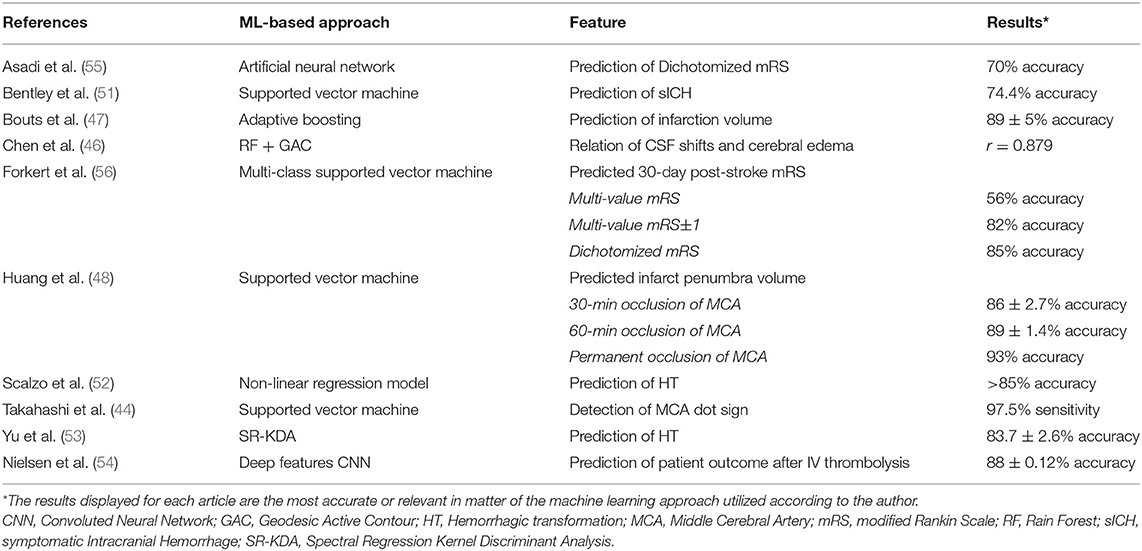 References ML-based approach Feature Results*
Asadi et al. (55) Artificial neural network Prediction of Dichotomized mRS 70% accuracy
Bentley et al. (51) Supported vector machine Prediction of sICH 74.4% accuracy
Bouts et al. (47) Adaptive boosting Prediction of infarction volume 89 ± 5% accuracy
Chen et al. (46) RF + GAC Relation of CSF shifts and cerebral edema r = 0.879
Forkert et al. (56) Multi-class supported vector machine Predicted 30-day post-stroke mRS
Multi-value mRS 56% accuracy
Multi-value mRS±1 82% accuracy
Dichotomized mRS 85% accuracy
Huang et al. (48) Supported vector machine Predicted infarct penumbra volume
30-min occlusion of MCA 86 ± 2.7% accuracy
60-min occlusion of MCA 89 ± 1.4% accuracy
Permanent occlusion of MCA 93% accuracy
Scalzo et al. (52) Non-linear regression model Prediction of HT >85% accuracy
Takahashi et al. (44) Supported vector machine Detection of MCA dot sign 97.5% sensitivity
Yu et al. (53) SR-KDA Prediction of HT 83.7 ± 2.6% accuracy
Nielsen et al. (54) Deep features CNN Prediction of patient outcome after IV thrombolysis 88 ± 0.12% accuracy
*The results displayed for each article are the most accurate or relevant in matter of the machine learning approach utilized according to the author.
CNN, Convoluted Neural Network; GAC, Geodesic Active Contour; HT, Hemorrhagic transformation; MCA, Middle Cerebral Artery; mRS, modified Rankin Scale; RF, Rain Forest; sICH,
symptomatic Intracranial Hemorrhage; SR-KDA, Spectral Regression Kernel Discriminant Analysis.